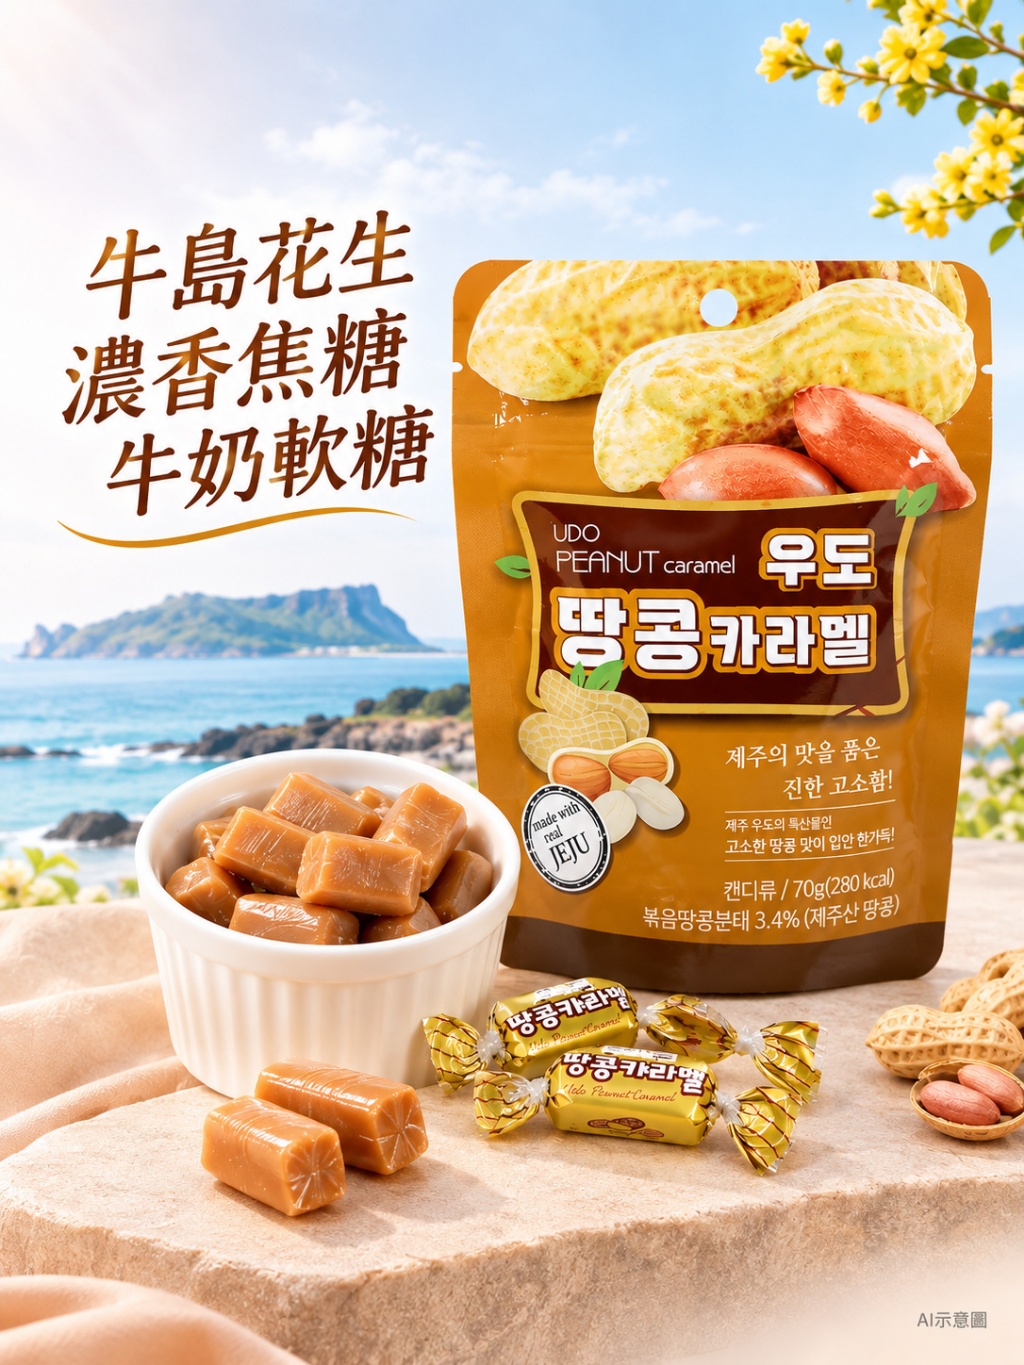 牛島花生
濃香焦糖
牛奶軟糖
UDO
PEANUT caramel
우도
땅콩카라멜
제주의 맛을 품은
진한 고소함!
제주 우도의 특산물인
고소한 땅콩 맛이 입안 한가득!
made with
real
JEJU
캔디류 / 70g(280 kcal)
볶음땅콩분태 3.4% (제주산 땅콩)
땅콩카라멜
Udo Peanut Caramel
땅콩카라멜
Udo Peanut Caramel
AI示意圖